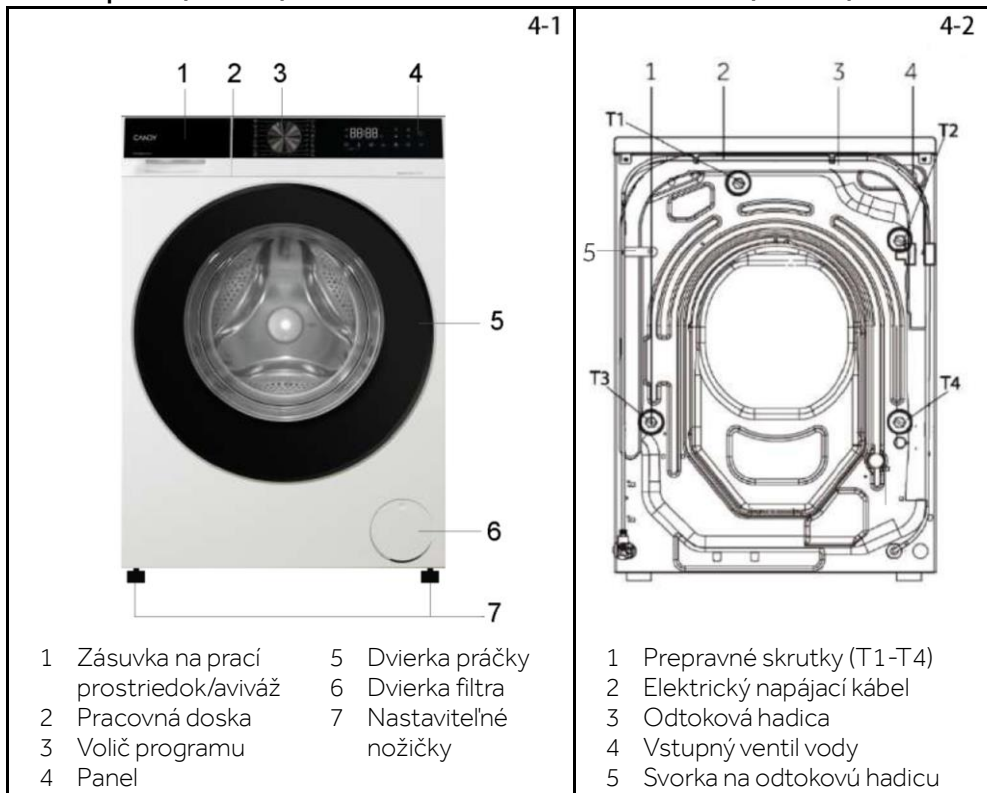 4-1
1 2 3 4
CANDY
88:88
5
6
7
1 Zásuvka na prací
prostriedok/aviváž
2 Pracovná doska
3 Volič programu
4 Panel
5 Dvierka práčky
6 Dvierka filtra
7 Nastaviteľné
nožičky
4-2
1 2 3 4
T1
T2
5
T3
T4
1 Prepravné skrutky (T1-T4)
2 Elektrický napájací kábel
3 Odtoková hadica
4 Vstupný ventil vody
5 Svorka na odtokovú hadicu